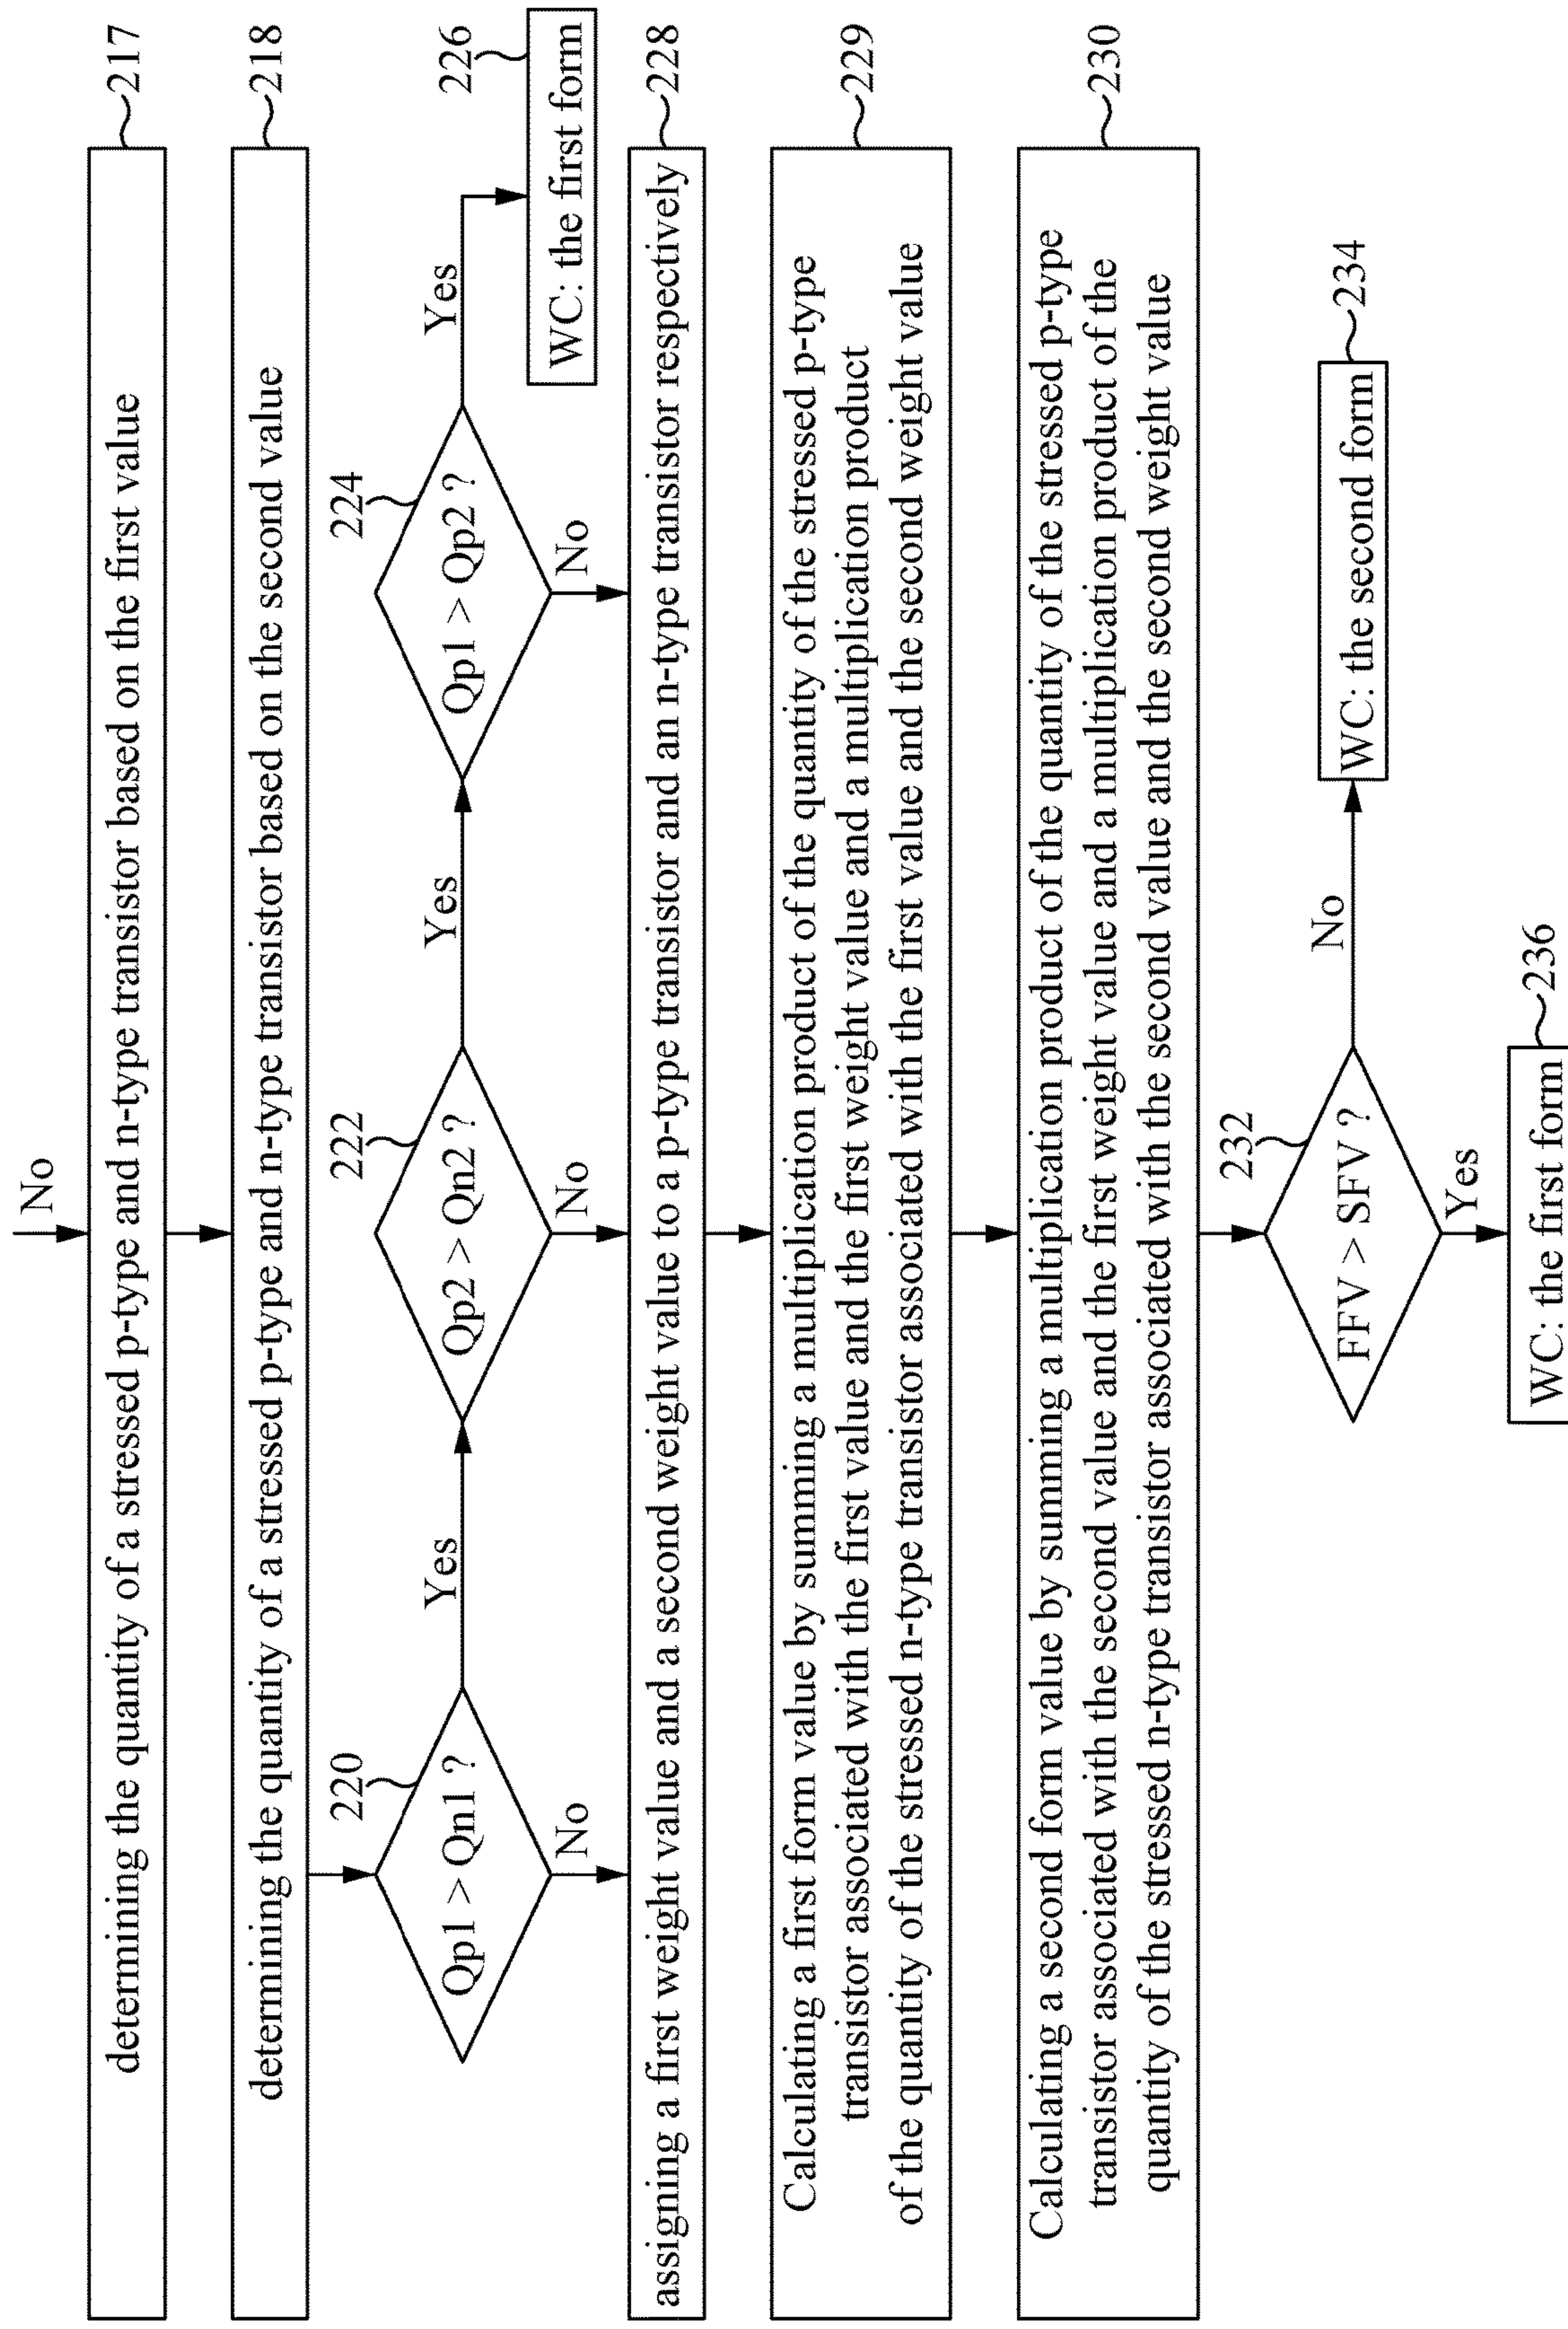 No
determining the quantity of a stressed p-type and n-type transistor based on the first value
217
determining the quantity of a stressed p-type and n-type transistor based on the second value
218
220
Qp1 > Qn1 ?
Yes
No
222
Qp2 > Qn2 ?
Yes
No
224
Qp1 > Qp2 ?
Yes
No
226
WC: the first form
assigning a first weight value and a second weight value to a p-type transistor and an n-type transistor respectively
228
Calculating a first form value by summing a multiplication product of the quantity of the stressed p-type
transistor associated with the first value and the first weight value and a multiplication product
of the quantity of the stressed n-type transistor associated with the first value and the second weight value
229
Calculating a second form value by summing a multiplication product of the quantity of the stressed p-type
transistor associated with the second value and the first weight value and a multiplication product of the
quantity of the stressed n-type transistor associated with the second value and the second weight value
230
232
FFV > SFV ?
No
WC: the second form
234
Yes
WC: the first form
236